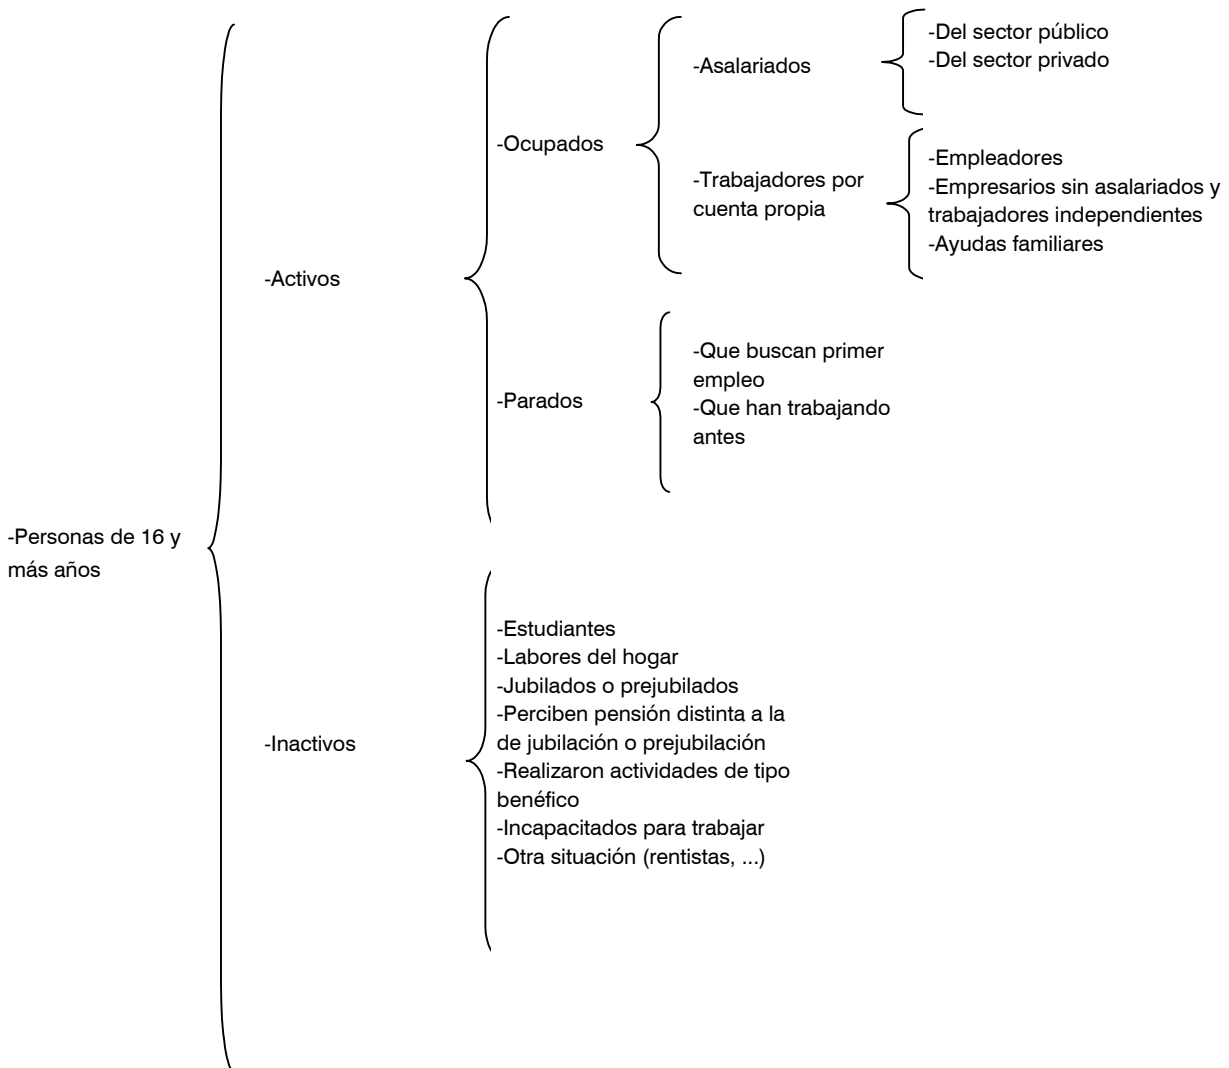 -Personas de 16 y
más años
-Activos
-Ocupados
-Asalariados
-Del sector público
-Del sector privado
-Trabajadores por
cuenta propia
-Empleadores
-Empresarios sin asalariados y
trabajadores independientes
-Ayudas familiares
-Parados
-Que buscan primer
empleo
-Que han trabajando
antes
-Inactivos
-Estudiantes
-Labores del hogar
-Jubilados o prejubilados
-Perciben pensión distinta a la
de jubilación o prejubilación
-Realizaron actividades de tipo
benéfico
-Incapacitados para trabajar
-Otra situación (rentistas, ...)